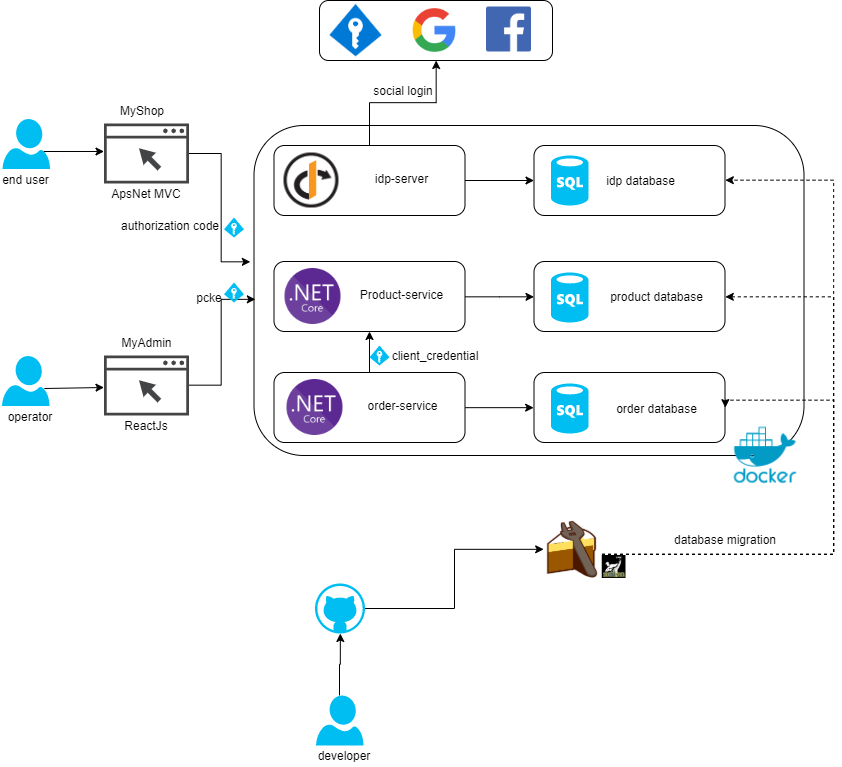 social login
MyShop
end user
ApsNet MVC
idp-server
SQL
idp database
authorization code
pcke
.NET
Core
Product-service
SQL
product database
MyAdmin
client_credential
operator
ReactJs
.NET
Core
order-service
SQL
order database
docker
database migration
developer